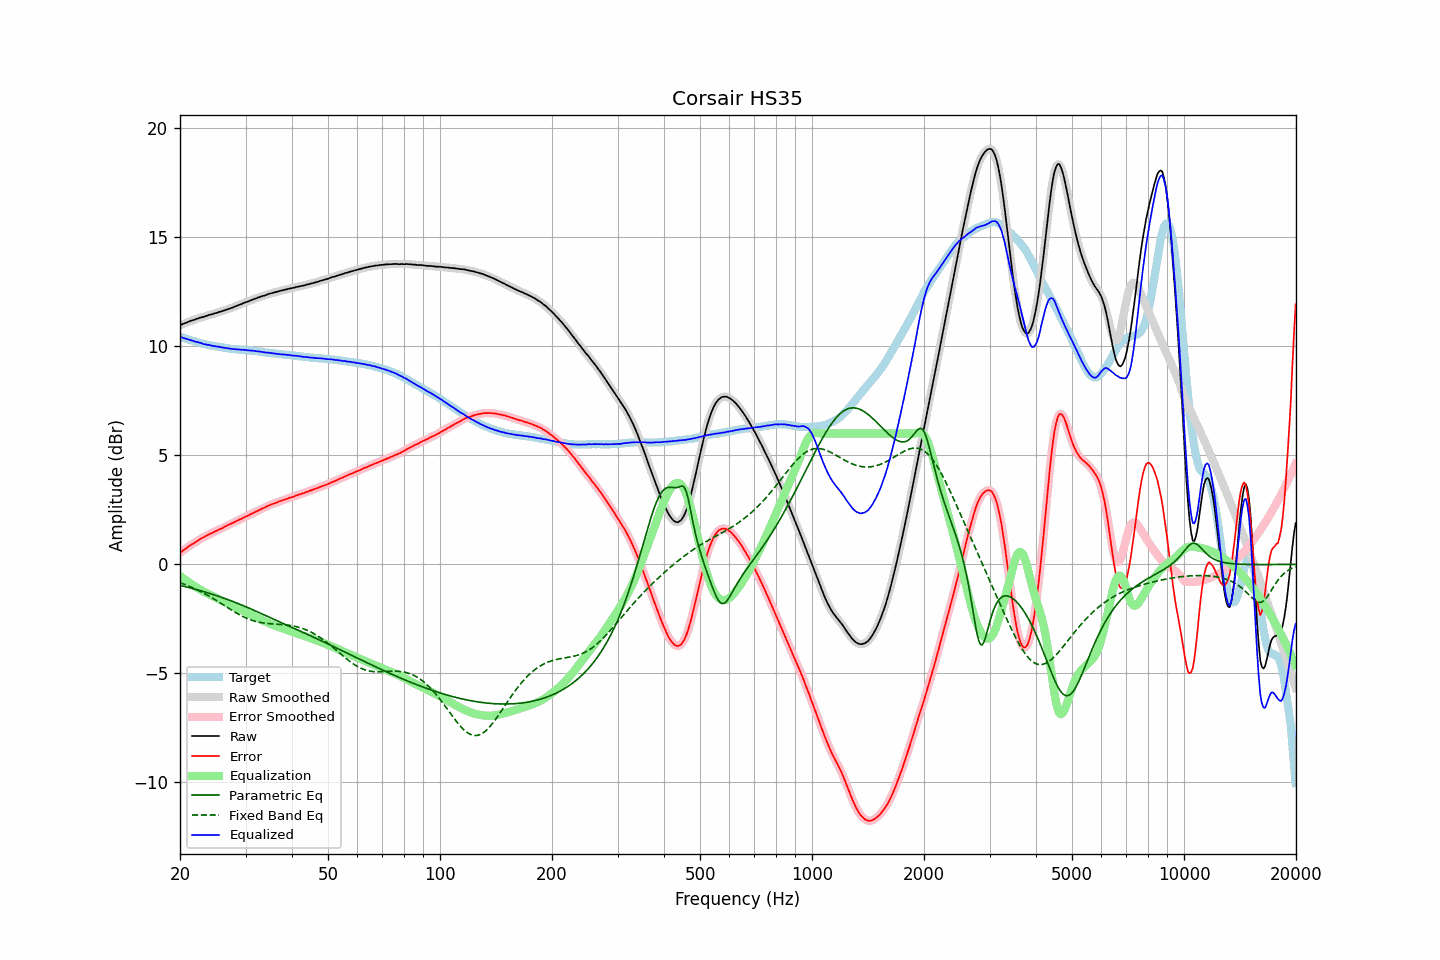 Corsair HS35
20
15
10
5
0
−5
−10
Amplitude (dBr)
Target
Raw Smoothed
Error Smoothed
Raw
Error
Equalization
Parametric Eq
Fixed Band Eq
Equalized
20 50 100 200 500 1000 2000 5000 10000 20000
Frequency (Hz)